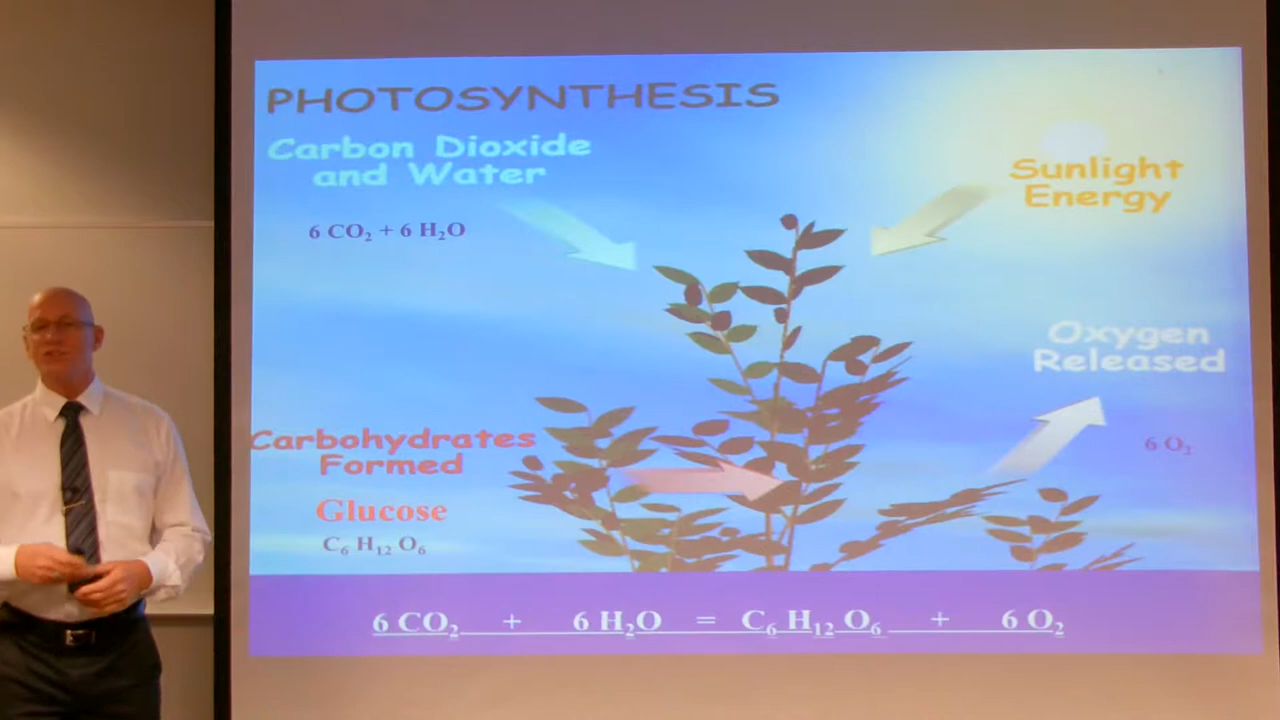 PHOTOSYNTHESIS
Carbon Dioxide
and Water
6 CO₂ + 6 H₂O
Sunlight
Energy
Oxygen
Released
6 O₂
Carbohydrates
Formed
Glucose
C₆ H₁₂ O₆
6 CO₂ + 6 H₂O = C₆ H₁₂ O₆ + 6 O₂